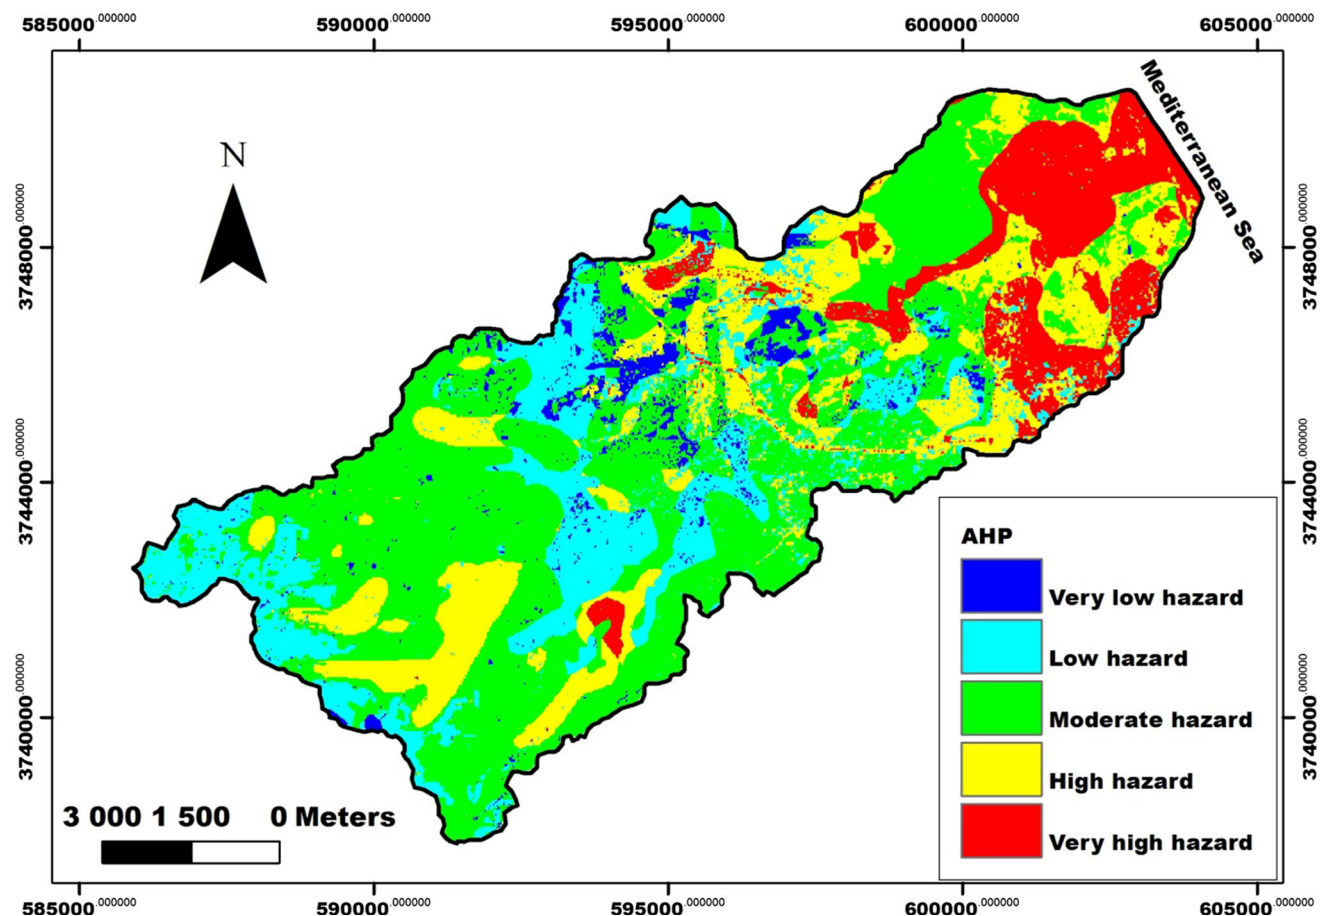 585000.000000 590000.000000 595000.000000 600000.000000 605000.000000
Mediterranean Sea
N
3748000.000000
3744000.000000
3740000.000000
3748000.000000
3744000.000000
3740000.000000
AHP
Very low hazard
Low hazard
Moderate hazard
High hazard
Very high hazard
3 000 1 500 0 Meters
585000.000000 590000.000000 595000.000000 600000.000000 605000.000000